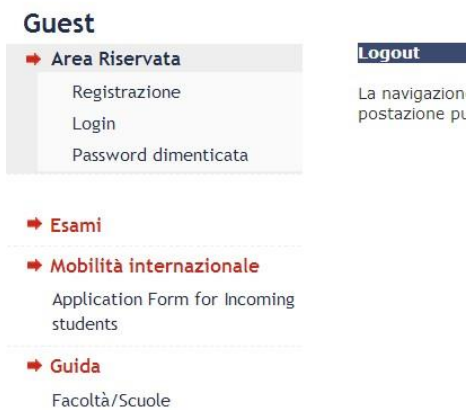 Guest
Area Riservata
Registrazione
Login
Password dimenticata
Esami
Mobilità internazionale
Application Form for Incoming
students
Guida
Facoltà/Scuole
Logout
La navigazione
postazione